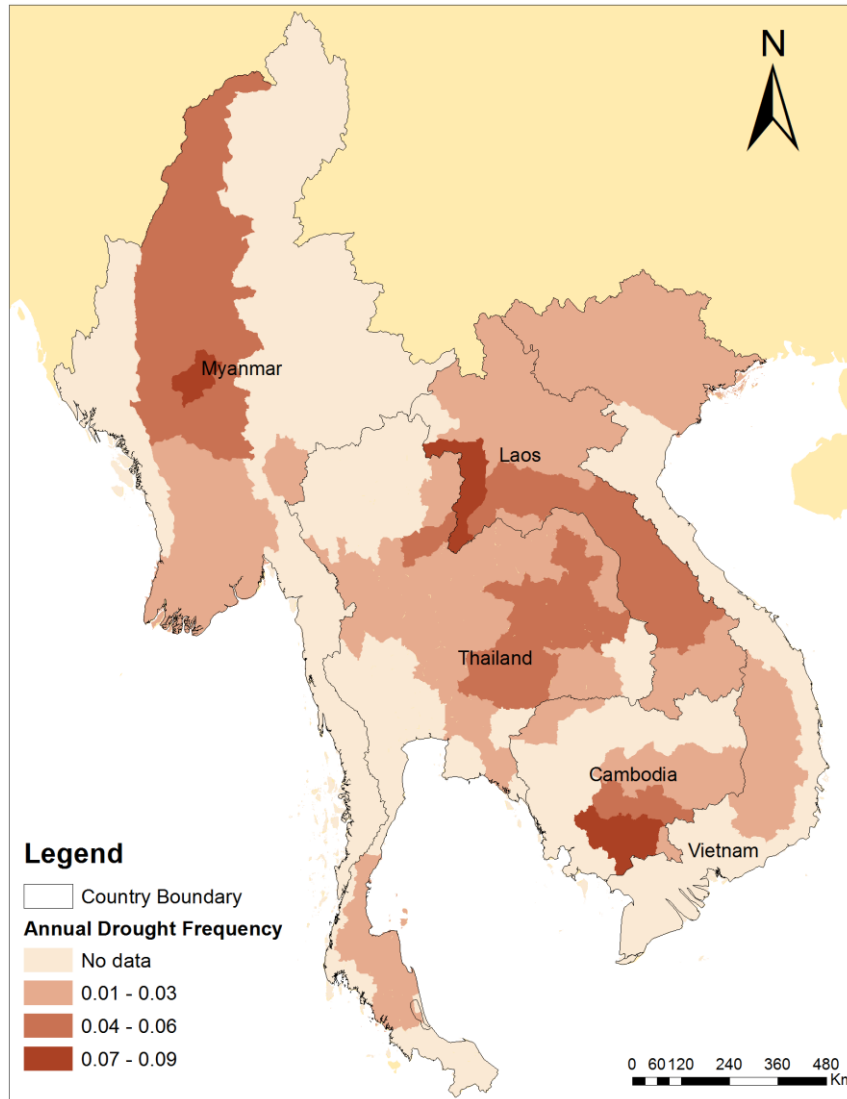 N
Myanmar
Laos
Thailand
Cambodia
Vietnam
Legend
Country Boundary
Annual Drought Frequency
No data
0.01 - 0.03
0.04 - 0.06
0.07 - 0.09
0 60 120 240 360 480
Km